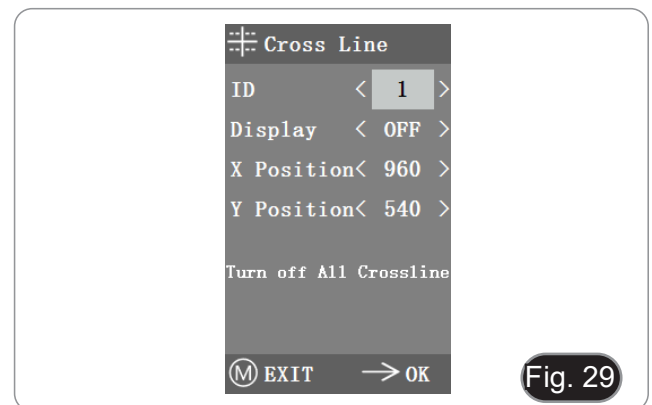 Cross Line
ID < 1 >
Display < OFF >
X Position< 960 >
Y Position< 540 >
Turn off All Crossline
M EXIT → OK
Fig. 29